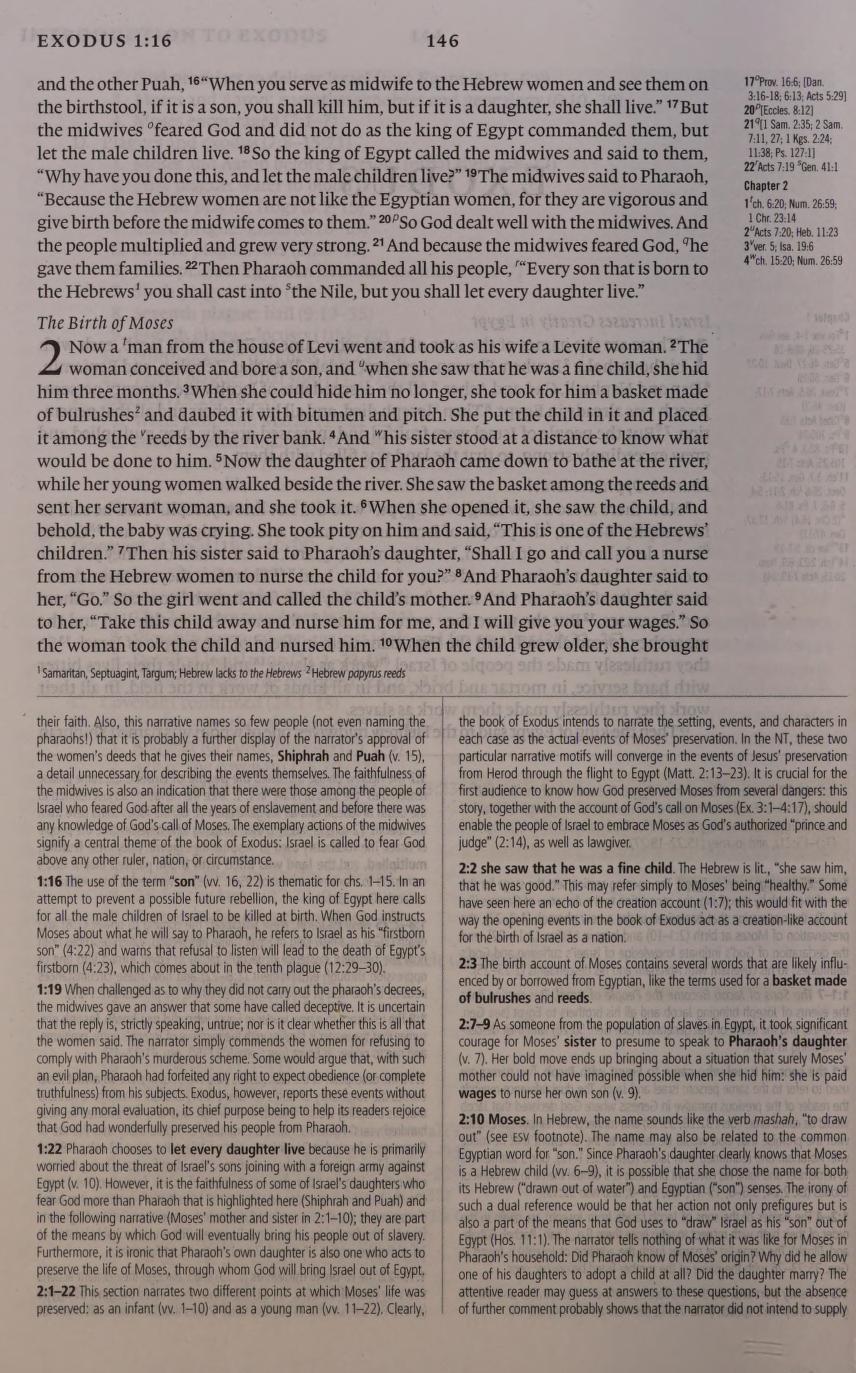 EXODUS 1:16
146
and the other Puah, ¹⁶“When you serve as midwife to the Hebrew women and see them on
the birthstool, if it is a son, you shall kill him, but if it is a daughter, she shall live.” ¹⁷But
the midwives ᵒfeared God and did not do as the king of Egypt commanded them, but
let the male children live. ¹⁸So the king of Egypt called the midwives and said to them,
“Why have you done this, and let the male children live?” ¹⁹The midwives said to Pharaoh,
“Because the Hebrew women are not like the Egyptian women, for they are vigorous and
give birth before the midwife comes to them.” ²⁰ᵖSo God dealt well with the midwives. And
the people multiplied and grew very strong. ²¹And because the midwives feared God, ᑫhe
gave them families. ²²Then Pharaoh commanded all his people, ʳ“Every son that is born to
the Hebrews¹ you shall cast into ˢthe Nile, but you shall let every daughter live.”
The Birth of Moses
2 Now a ᵗman from the house of Levi went and took as his wife a Levite woman. ²The
woman conceived and bore a son, and ᵘwhen she saw that he was a fine child, she hid
him three months. ³When she could hide him no longer, she took for him a basket made
of bulrushes² and daubed it with bitumen and pitch. She put the child in it and placed
it among the ᵛreeds by the river bank. ⁴And ʷhis sister stood at a distance to know what
would be done to him. ⁵Now the daughter of Pharaoh came down to bathe at the river,
while her young women walked beside the river. She saw the basket among the reeds and
sent her servant woman, and she took it. ⁶When she opened it, she saw the child, and
behold, the baby was crying. She took pity on him and said, “This is one of the Hebrews’
children.” ⁷Then his sister said to Pharaoh’s daughter, “Shall I go and call you a nurse
from the Hebrew women to nurse the child for you?” ⁸And Pharaoh’s daughter said to
her, “Go.” So the girl went and called the child’s mother. ⁹And Pharaoh’s daughter said
to her, “Take this child away and nurse him for me, and I will give you your wages.” So
the woman took the child and nursed him. ¹⁰When the child grew older, she brought
17ᵒProv. 16:6; [Dan.
3:16-18; 6:13; Acts 5:29]
20ᵖ[Eccles. 8:12]
21ᑫ[1 Sam. 2:35; 2 Sam.
7:11, 27; 1 Kgs. 2:24;
11:38; Ps. 127:1]
22ʳActs 7:19 ˢGen. 41:1
Chapter 2
1ᵗch. 6:20; Num. 26:59;
1 Chr. 23:14
2ᵘActs 7:20; Heb. 11:23
3ᵛver. 5; Isa. 19:6
4ʷch. 15:20; Num. 26:59
¹ Samaritan, Septuagint, Targum; Hebrew lacks to the Hebrews ² Hebrew papyrus reeds
their faith. Also, this narrative names so few people (not even naming the
pharaohs!) that it is probably a further display of the narrator’s approval of
the women’s deeds that he gives their names, Shiphrah and Puah (v. 15),
a detail unnecessary for describing the events themselves. The faithfulness of
the midwives is also an indication that there were those among the people of
Israel who feared God after all the years of enslavement and before there was
any knowledge of God’s call of Moses. The exemplary actions of the midwives
signify a central theme of the book of Exodus: Israel is called to fear God
above any other ruler, nation, or circumstance.
1:16 The use of the term “son” (vv. 16, 22) is thematic for chs. 1–15. In an
attempt to prevent a possible future rebellion, the king of Egypt here calls
for all the male children of Israel to be killed at birth. When God instructs
Moses about what he will say to Pharaoh, he refers to Israel as his “firstborn
son” (4:22) and warns that refusal to listen will lead to the death of Egypt’s
firstborn (4:23), which comes about in the tenth plague (12:29–30).
1:19 When challenged as to why they did not carry out the pharaoh’s decrees,
the midwives gave an answer that some have called deceptive. It is uncertain
that the reply is, strictly speaking, untrue; nor is it clear whether this is all that
the women said. The narrator simply commends the women for refusing to
comply with Pharaoh’s murderous scheme. Some would argue that, with such
an evil plan, Pharaoh had forfeited any right to expect obedience (or complete
truthfulness) from his subjects. Exodus, however, reports these events without
giving any moral evaluation, its chief purpose being to help its readers rejoice
that God had wonderfully preserved his people from Pharaoh.
1:22 Pharaoh chooses to let every daughter live because he is primarily
worried about the threat of Israel’s sons joining with a foreign army against
Egypt (v. 10). However, it is the faithfulness of some of Israel’s daughters who
fear God more than Pharaoh that is highlighted here (Shiphrah and Puah) and
in the following narrative (Moses’ mother and sister in 2:1–10); they are part
of the means by which God will eventually bring his people out of slavery.
Furthermore, it is ironic that Pharaoh’s own daughter is also one who acts to
preserve the life of Moses, through whom God will bring Israel out of Egypt.
2:1–22 This section narrates two different points at which Moses’ life was
preserved: as an infant (vv. 1–10) and as a young man (vv. 11–22). Clearly,
the book of Exodus intends to narrate the setting, events, and characters in
each case as the actual events of Moses’ preservation. In the NT, these two
particular narrative motifs will converge in the events of Jesus’ preservation
from Herod through the flight to Egypt (Matt. 2:13–23). It is crucial for the
first audience to know how God preserved Moses from several dangers: this
story, together with the account of God’s call on Moses (Ex. 3:1–4:17), should
enable the people of Israel to embrace Moses as God’s authorized “prince and
judge” (2:14), as well as lawgiver.
2:2 she saw that he was a fine child. The Hebrew is lit., “she saw him,
that he was good.” This may refer simply to Moses’ being “healthy.” Some
have seen here an echo of the creation account (1:7); this would fit with the
way the opening events in the book of Exodus act as a creation-like account
for the birth of Israel as a nation.
2:3 The birth account of Moses contains several words that are likely influ-
enced by or borrowed from Egyptian, like the terms used for a basket made
of bulrushes and reeds.
2:7–9 As someone from the population of slaves in Egypt, it took significant
courage for Moses’ sister to presume to speak to Pharaoh’s daughter
(v. 7). Her bold move ends up bringing about a situation that surely Moses’
mother could not have imagined possible when she hid him: she is paid
wages to nurse her own son (v. 9).
2:10 Moses. In Hebrew, the name sounds like the verb mashah, “to draw
out” (see ESV footnote). The name may also be related to the common
Egyptian word for “son.” Since Pharaoh’s daughter clearly knows that Moses
is a Hebrew child (vv. 6–9), it is possible that she chose the name for both
its Hebrew (“drawn out of water”) and Egyptian (“son”) senses. The irony of
such a dual reference would be that her action not only prefigures but is
also a part of the means that God uses to “draw” Israel as his “son” out of
Egypt (Hos. 11:1). The narrator tells nothing of what it was like for Moses in
Pharaoh’s household: Did Pharaoh know of Moses’ origin? Why did he allow
one of his daughters to adopt a child at all? Did the daughter marry? The
attentive reader may guess at answers to these questions, but the absence
of further comment probably shows that the narrator did not intend to supply